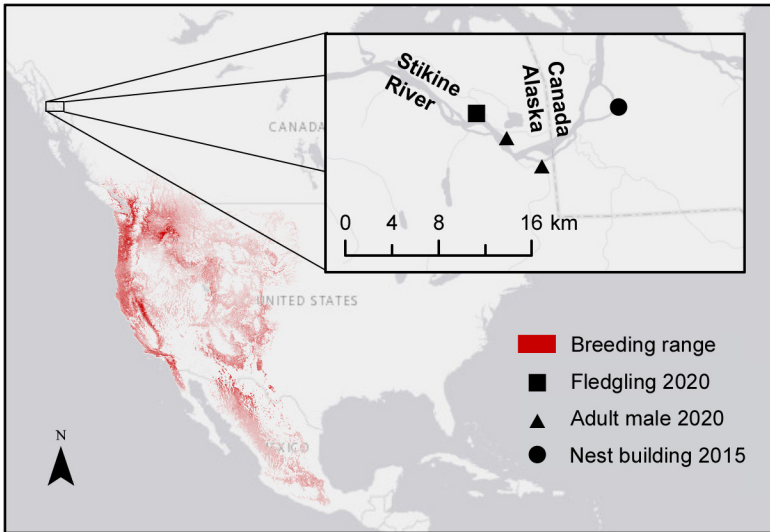 Stikine
River
Canada
Alaska
0 4 8 16 km
CANADA
UNITED STATES
MEXICO
N
Breeding range
Fledgling 2020
Adult male 2020
Nest building 2015